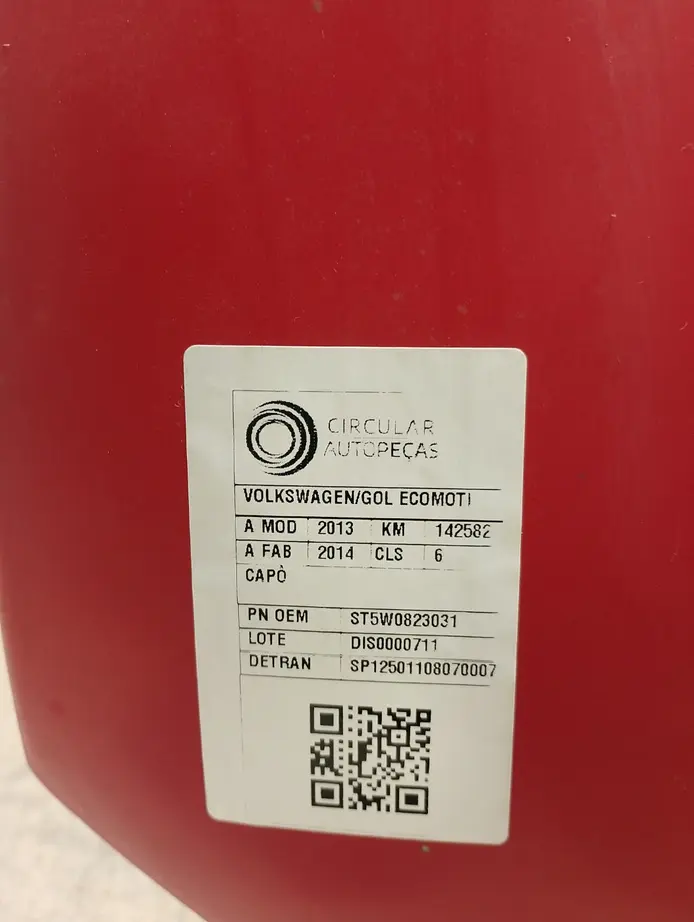 CIRCULAR
AUTOPEÇAS
VOLKSWAGEN/GOL ECOMOTI
A MOD 2013 KM 142582
A FAB 2014 CLS 6
CAPÔ
PN OEM ST5W0823031
LOTE DIS0000711
DETRAN SP12501108070007